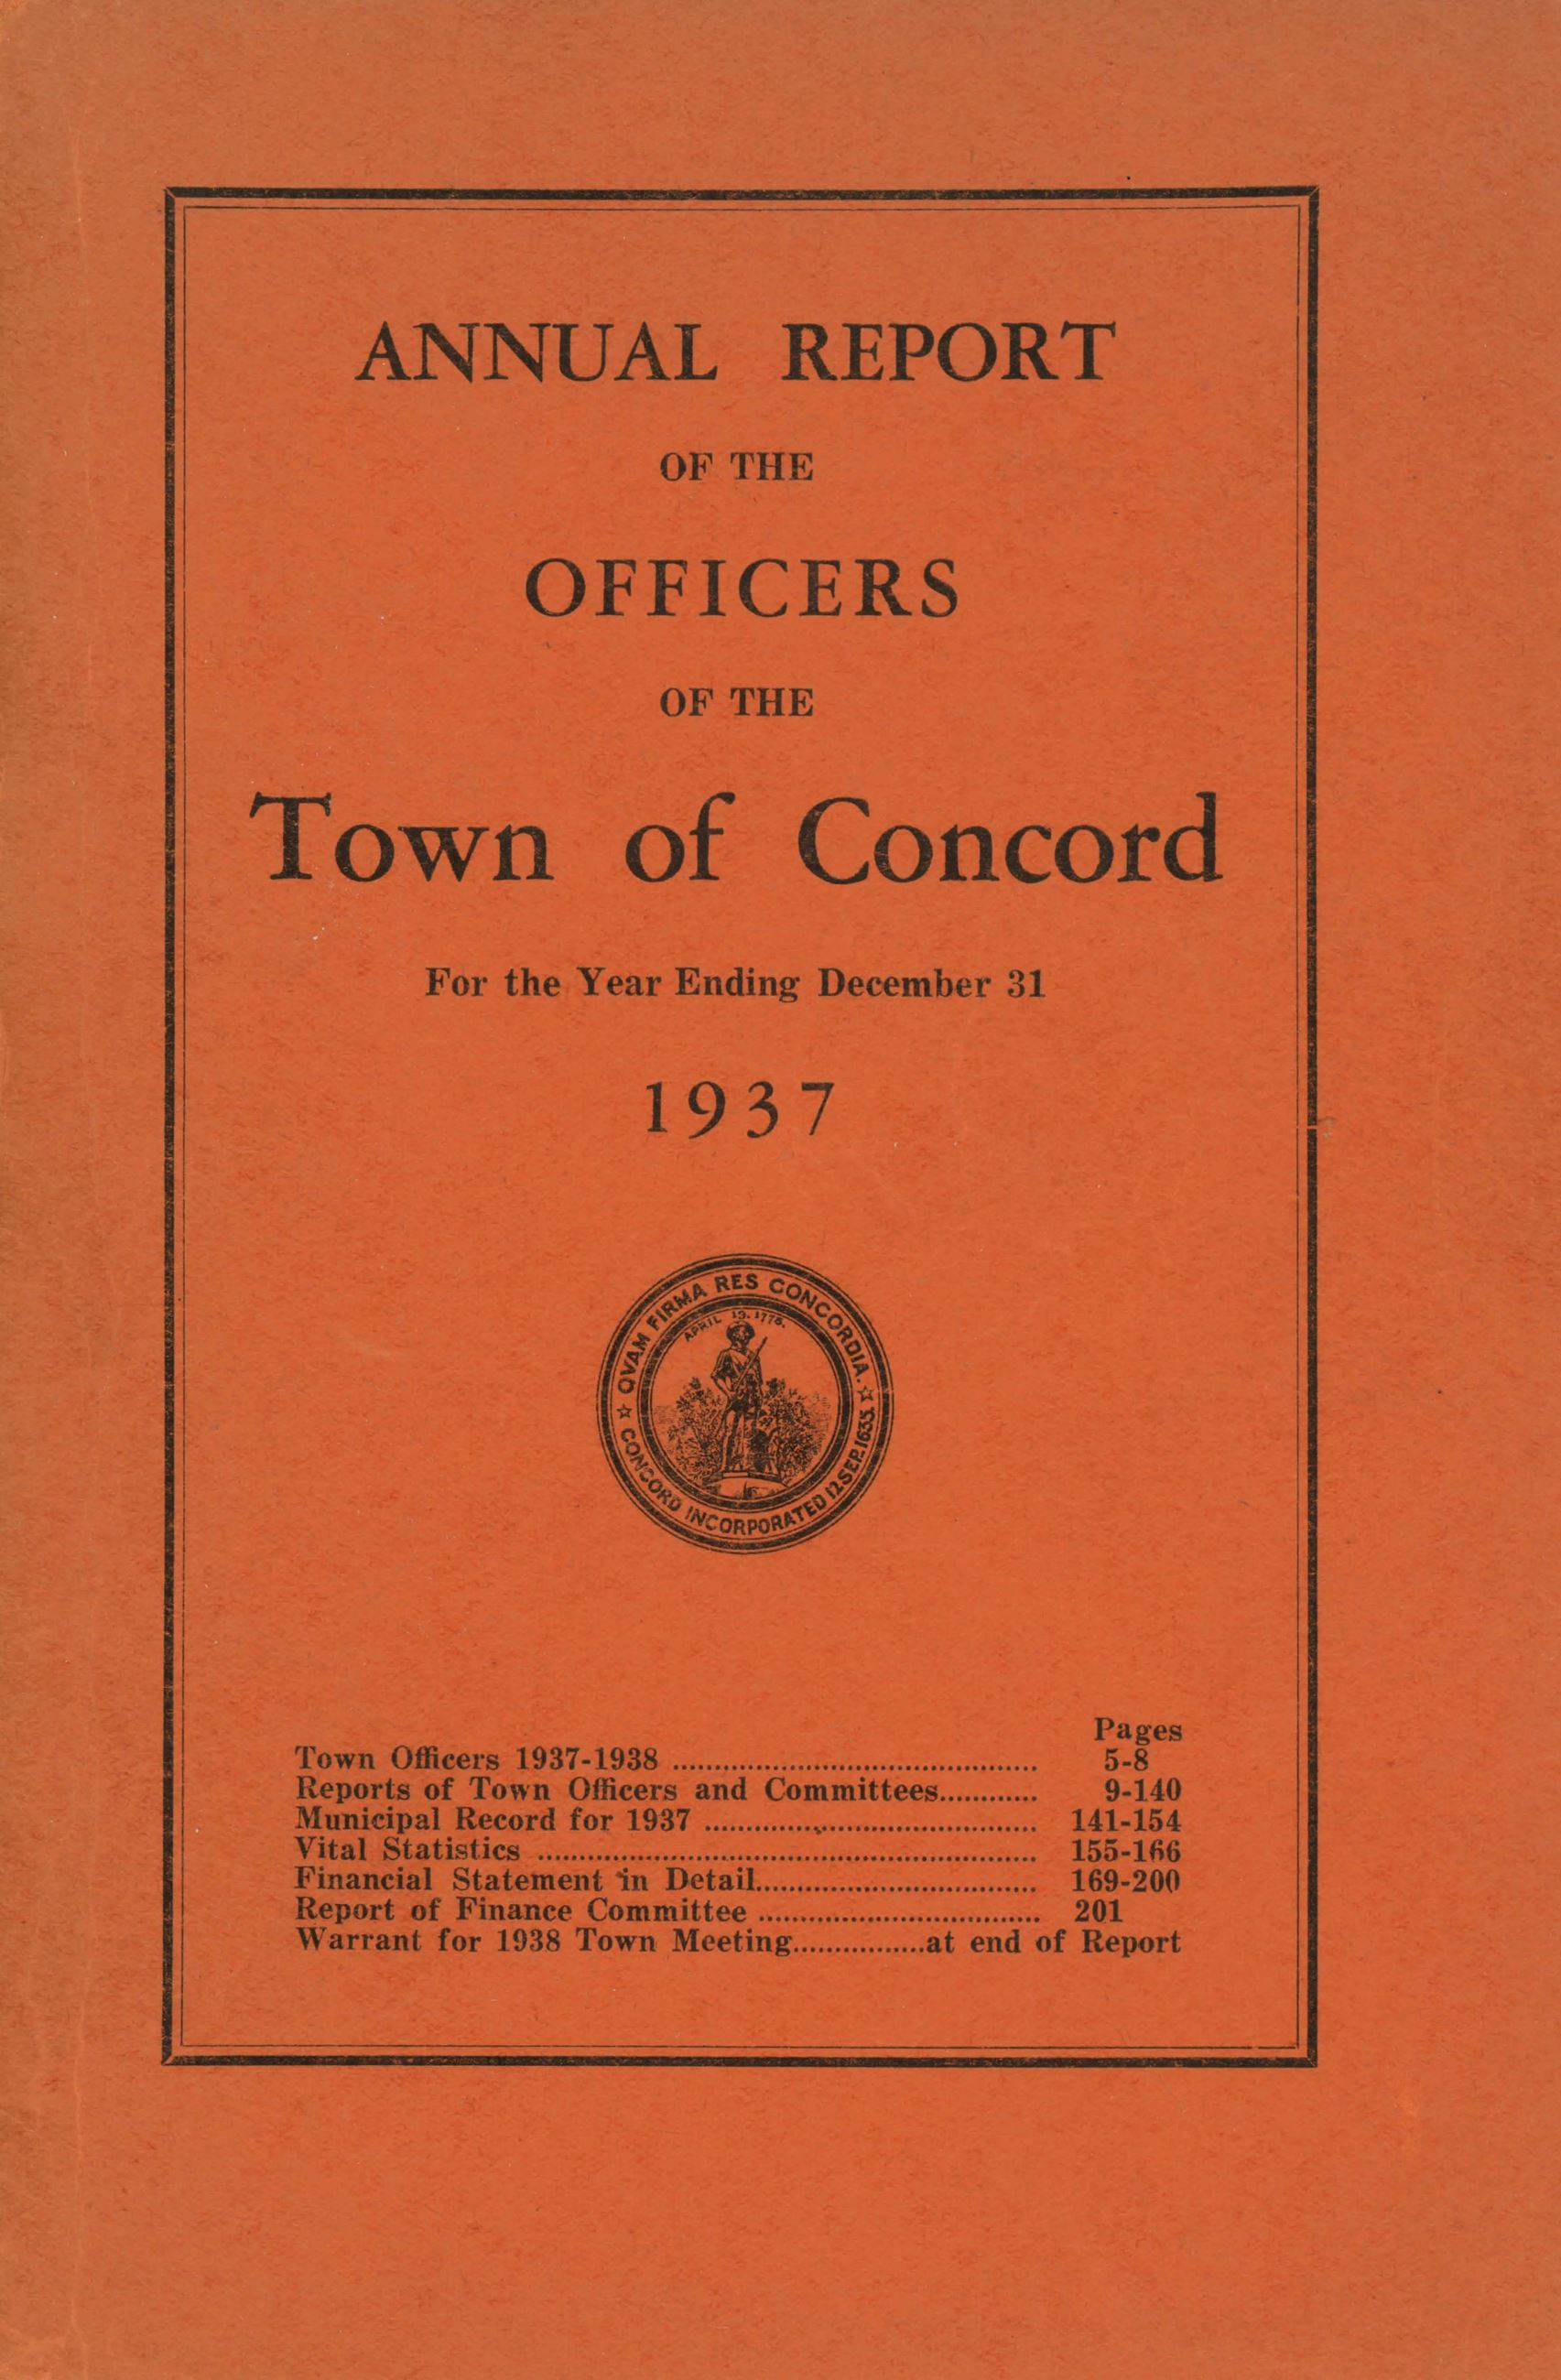 ANNUAL REPORT
OF THE
OFFICERS
OF THE
Town of Concord
For the Year Ending December 31
1937
QVAM FIRMA RES CONCORDIA.
APRIL 19. 1775.
CONCORD INCORPORATED 12 SEP. 1635
Pages
Town Officers 1937-1938 ............................................ 5-8
Reports of Town Officers and Committees............ 9-140
Municipal Record for 1937 ........................................ 141-154
Vital Statistics ............................................................ 155-166
Financial Statement in Detail.................................. 169-200
Report of Finance Committee .................................. 201
Warrant for 1938 Town Meeting................at end of Report